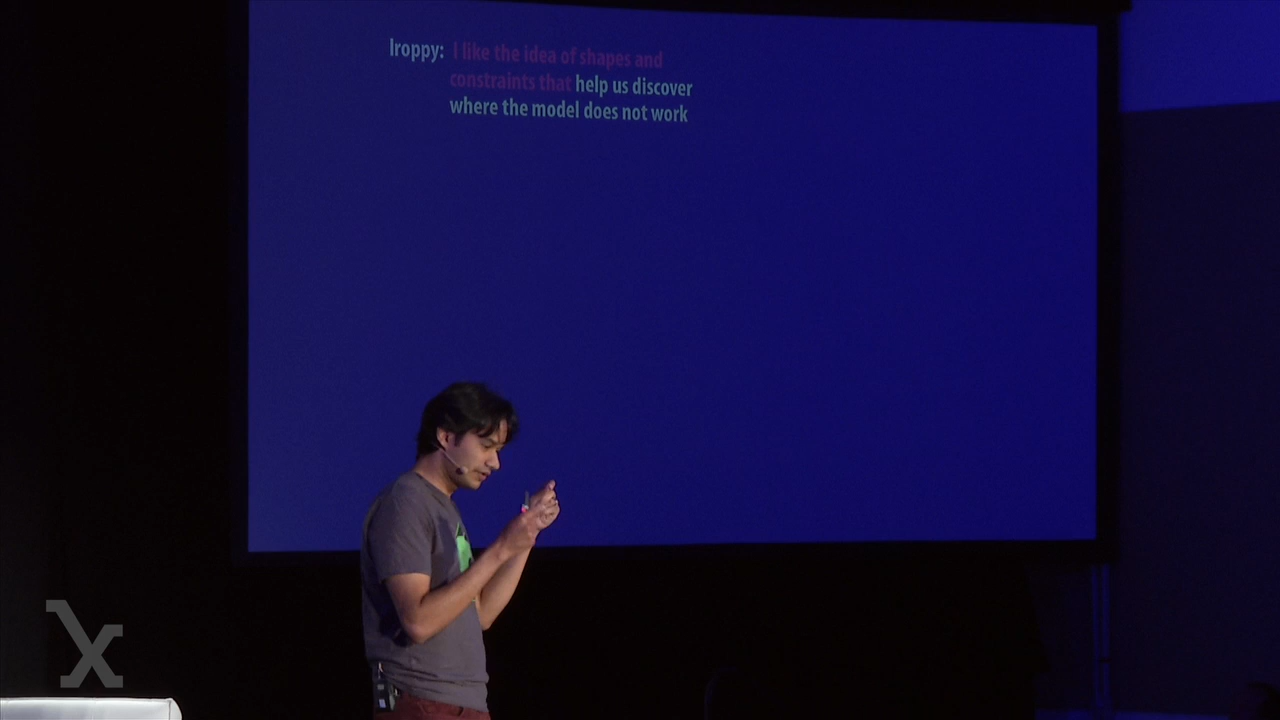 lroppy: I like the idea of shapes and
constraints that help us discover
where the model does not work